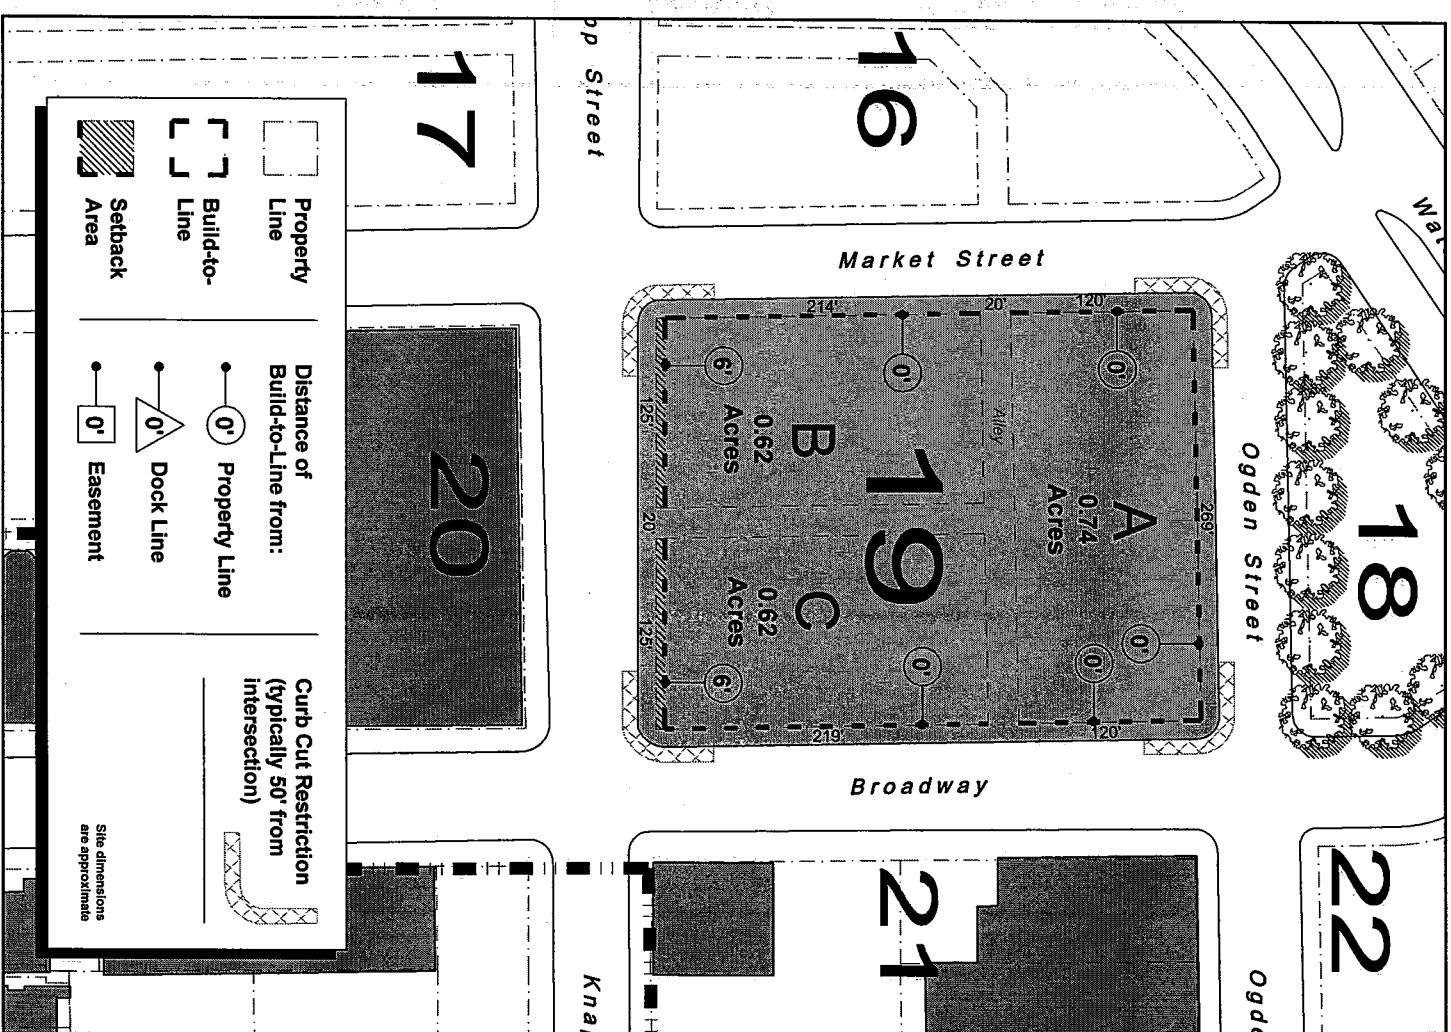 17
16
18
19
20
21
22
Street
Market Street
Ogden Street
Broadway
A
0.74
Acres
B
0.62
Acres
C
0.62
Acres
Alley
214'
20'
120'
269'
125'
20'
125'
219'
120'
0'
0'
0'
0'
0'
6'
6'
Property
Line
Build-to-
Line
Setback
Area
Distance of
Build-to-Line from:
0' Property Line
0' Dock Line
0' Easement
Curb Cut Restriction
(typically 50' from
intersection)
Site dimensions
are approximate